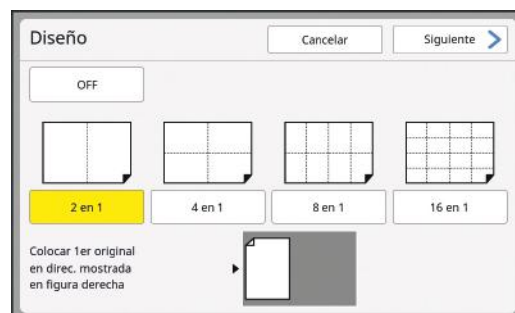 Diseño
Cancelar
Siguiente
OFF
2 en 1
4 en 1
8 en 1
16 en 1
Colocar 1er original
en direc. mostrada
en figura derecha